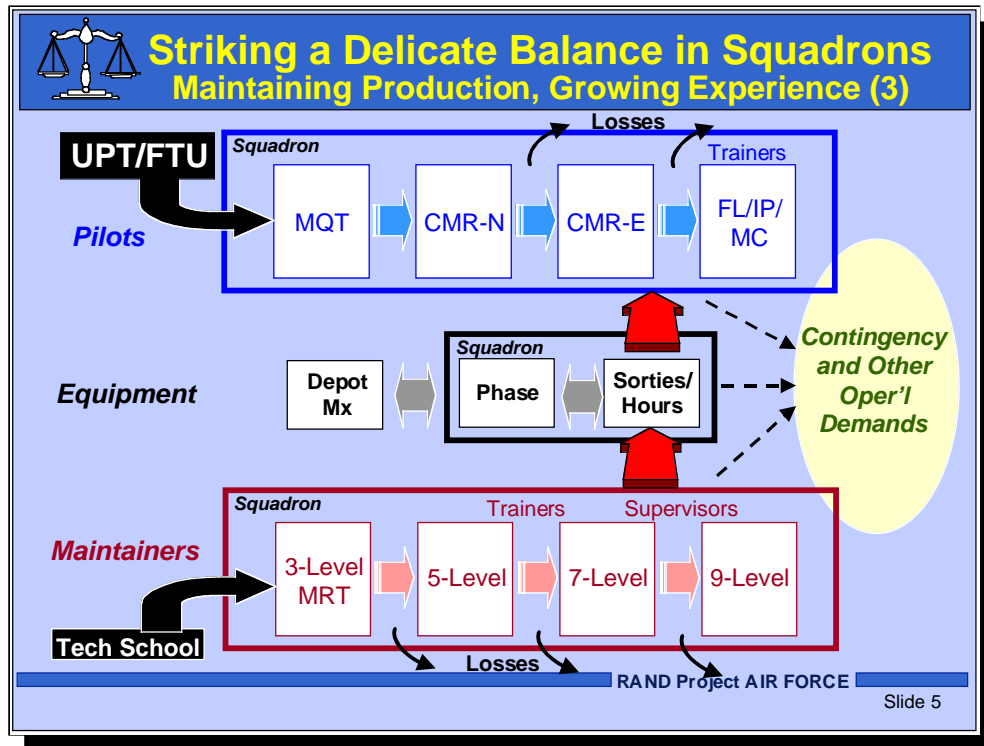 Striking a Delicate Balance in Squadrons
Maintaining Production, Growing Experience (3)
Losses
UPT/FTU
Squadron
Trainers
Pilots
MQT
CMR-N
CMR-E
FL/IP/
MC
Contingency
and Other
Oper'l
Demands
Equipment
Depot
Mx
Squadron
Phase
Sorties/
Hours
Squadron
Trainers
Supervisors
Maintainers
3-Level
MRT
5-Level
7-Level
9-Level
Tech School
Losses
RAND Project AIR FORCE
Slide 5